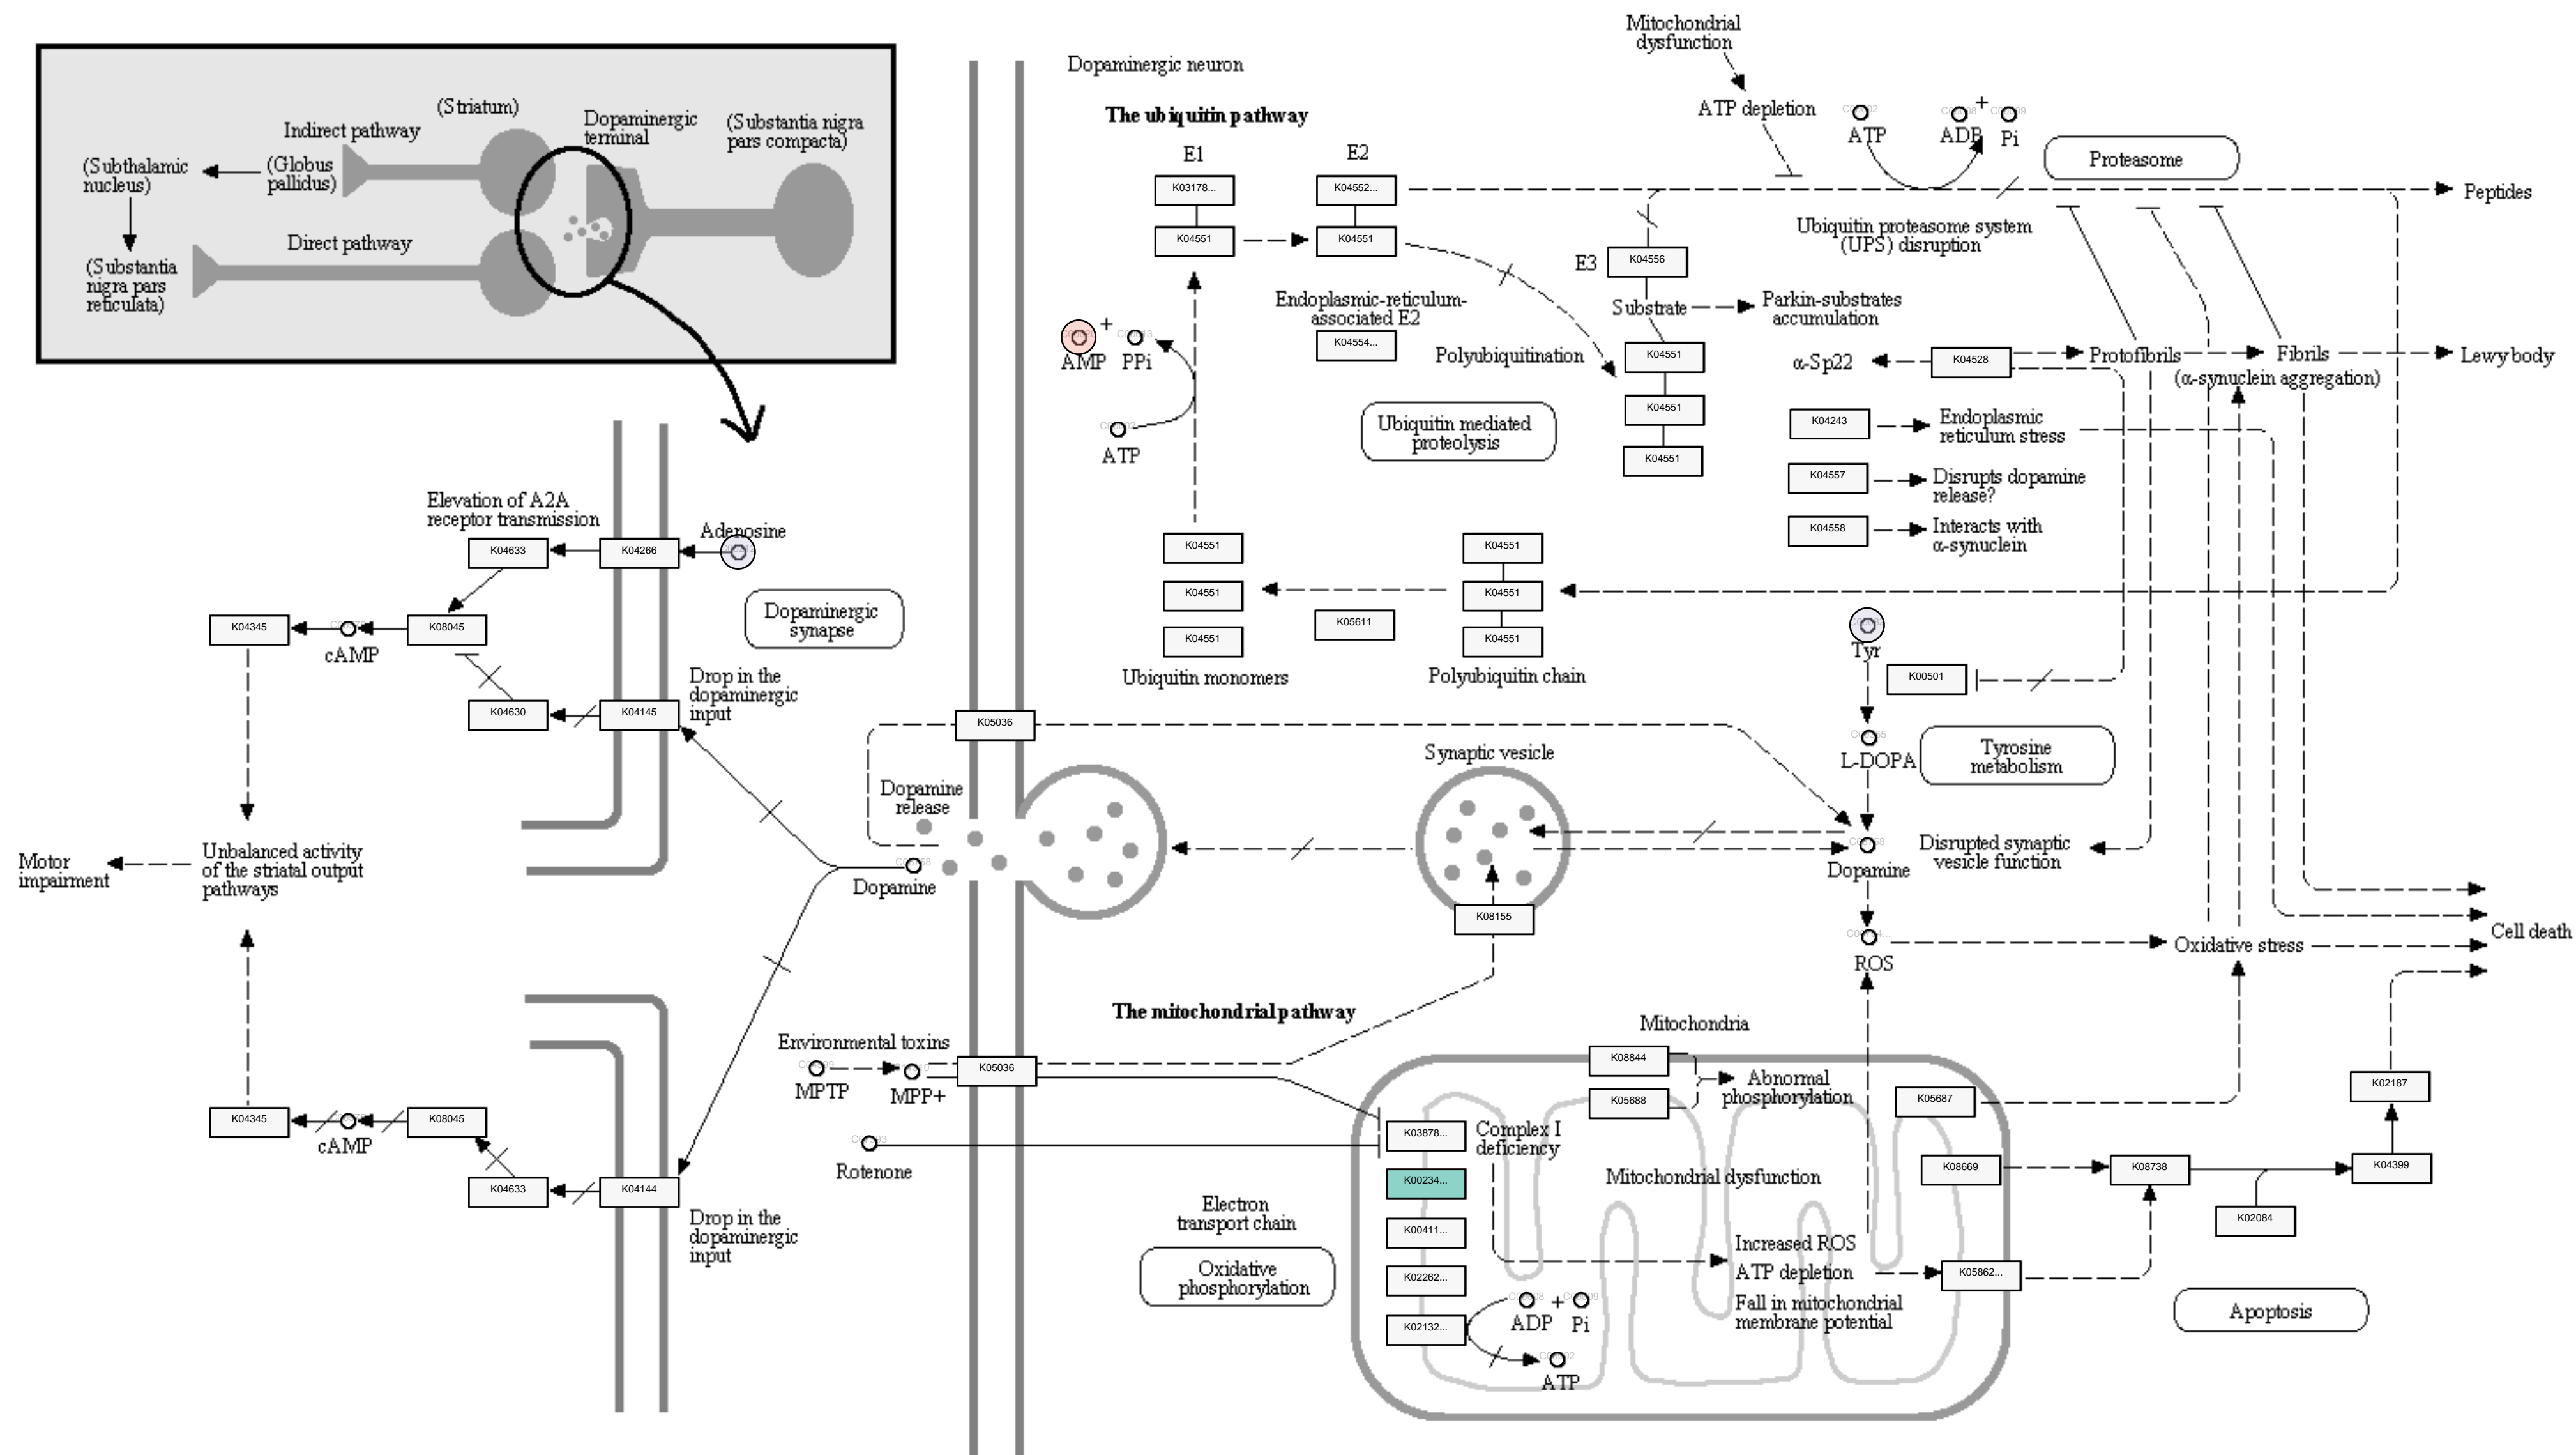 (Striatum)
Indirect pathway
Dopaminergic
terminal
(Substantia nigra
pars compacta)
(Subthalamic
nucleus)
(Globus
pallidus)
Direct pathway
(Substantia
nigra pars
reticulata)
Dopaminergic neuron
The ubiquitin pathway
E1
E2
K03178...
K04552...
K04551
K04551
Mitochondrial
dysfunction
ATP depletion
ATP
ADP
+
Pi
Proteasome
Peptides
Ubiquitin proteasome system
(UPS) disruption
E3
K04556
Substrate
Parkin-substrates
accumulation
Endoplasmic-reticulum-
associated E2
K04554...
Polyubiquitination
K04551
K04551
K04551
AMP
+
PPi
ATP
Ubiquitin mediated
proteolysis
α-Sp22
K04528
Protofibrils
Fibrils
Lewy body
(α-synuclein aggregation)
K04243
Endoplasmic
reticulum stress
K04557
Disrupts dopamine
release?
K04558
Interacts with
α-synuclein
Elevation of A2A
receptor transmission
K04633
K04266
Adenosine
K04345
cAMP
K08045
Dopaminergic
synapse
K04630
K04145
Drop in the
dopaminergic
input
K04551
K04551
K04551
K04551
K05611
K04551
K04551
Ubiquitin monomers
Polyubiquitin chain
Tyr
K00501
L-DOPA
Tyrosine
metabolism
K05036
Dopamine
release
Synaptic vesicle
Dopamine
Dopamine
Disrupted synaptic
vesicle function
Motor
impairment
Unbalanced activity
of the striatal output
pathways
K08155
ROS
Oxidative stress
Cell death
The mitochondrial pathway
Environmental toxins
MPTP
MPP+
K05036
Rotenone
K04345
cAMP
K08045
K04633
K04144
Drop in the
dopaminergic
input
Mitochondria
K08844
K05688
Abnormal
phosphorylation
K05687
K03878...
Complex I
deficiency
K00234...
Mitochondrial dysfunction
K00411...
K02262...
K02132...
Electron
transport chain
Oxidative
phosphorylation
Increased ROS
ATP depletion
Fall in mitochondrial
membrane potential
ADP
+
Pi
ATP
K08669
K05862...
K08738
K02084
K04399
K02187
Apoptosis